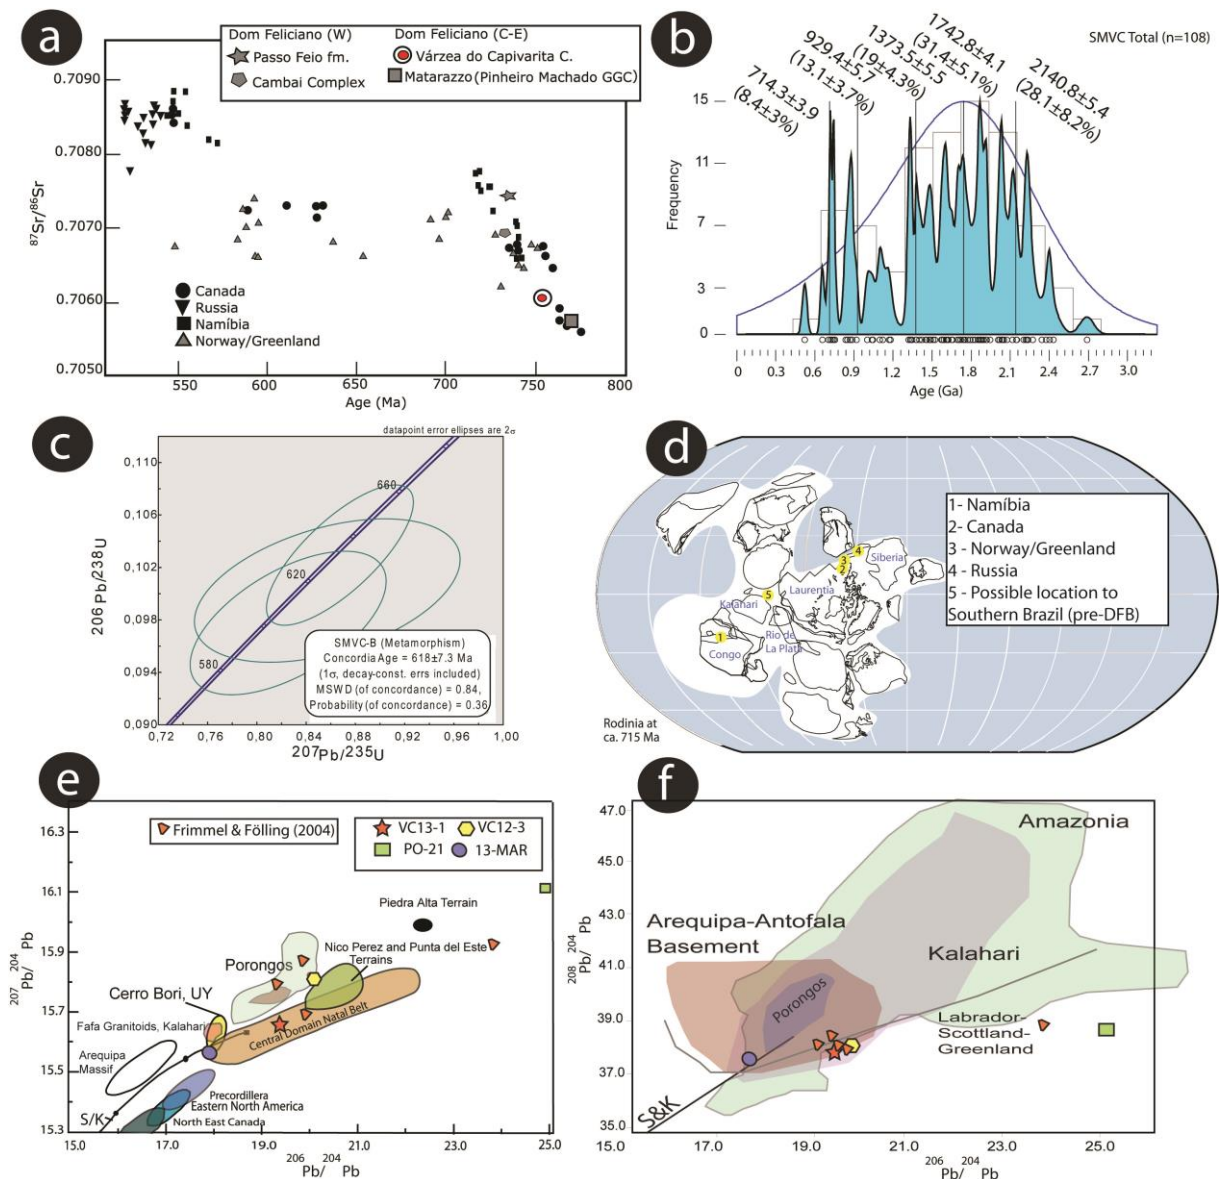 a
Dom Feliciano (W)
Passo Feio fm.
Cambai Complex
Dom Feliciano (C-E)
Várzea do Capivarita C.
Matarazzo(Pinheiro Machado GGC)
0.7090
0.7080
0.7070
0.7060
0.7050
87Sr/86Sr
Canada
Russia
Namíbia
Norway/Greenland
550
600
650
700
750
800
Age (Ma)
b
SMVC Total (n=108)
714.3±3.9
(8.4±3%)
929.4±5.7
(13.1±3.7%)
1373.5±5.5
(19±4.3%)
1742.8±4.1
(31.4±5.1%)
2140.8±5.4
(28.1±8.2%)
15
11
7
3
0
Frequency
0
0.3
0.6
0.9
1.2
1.5
1.8
2.1
2.4
2.7
3.0
Age (Ga)
c
datapoint error ellipses are 2σ
0,110
0,106
0,102
0,098
0,094
0,090
206 Pb/238U
660
620
580
SMVC-B (Metamorphism)
Concordia Age = 618±7.3 Ma
(1σ, decay-const. errs included)
MSWD (of concordance) = 0.84,
Probability(of concordance) = 0.36
0,72
0,76
0,80
0,84
0,88
0,92
0,96
1,00
207Pb/235U
d
1- Namíbia
2- Canada
3 - Norway/Greenland
4 - Russia
5 - Possible location to
Southern Brazil (pre-DFB)
Siberia
Laurentia
Kalahari
Rio de
La Plata
Congo
1
2
3
4
5
Rodinia at
ca. 715 Ma
e
Frimmel & Fölling (2004)
VC13-1
VC12-3
PO-21
13-MAR
16.3
16.1
15.9
15.7
15.5
15.3
207Pb/204Pb
Piedra Alta Terrain
Nico Perez and Punta del Este
Terrains
Porongos
Cerro Bori, UY
Fafa Granitoids, Kalahari
Central Domain Natal Belt
Arequipa
Massif
Precordillera
Eastern North America
North East Canada
S/K
15.0
17.0
19.0
21.0
23.0
25.0
206Pb/204Pb
f
47.0
45.0
43.0
41.0
39.0
37.0
35.0
208Pb/204Pb
Amazonia
Arequipa-Antofala
Basement
Kalahari
Porongos
Labrador-
Scottland-
Greenland
S&K
15.0
17.0
19.0
21.0
23.0
25.0
206Pb/204Pb